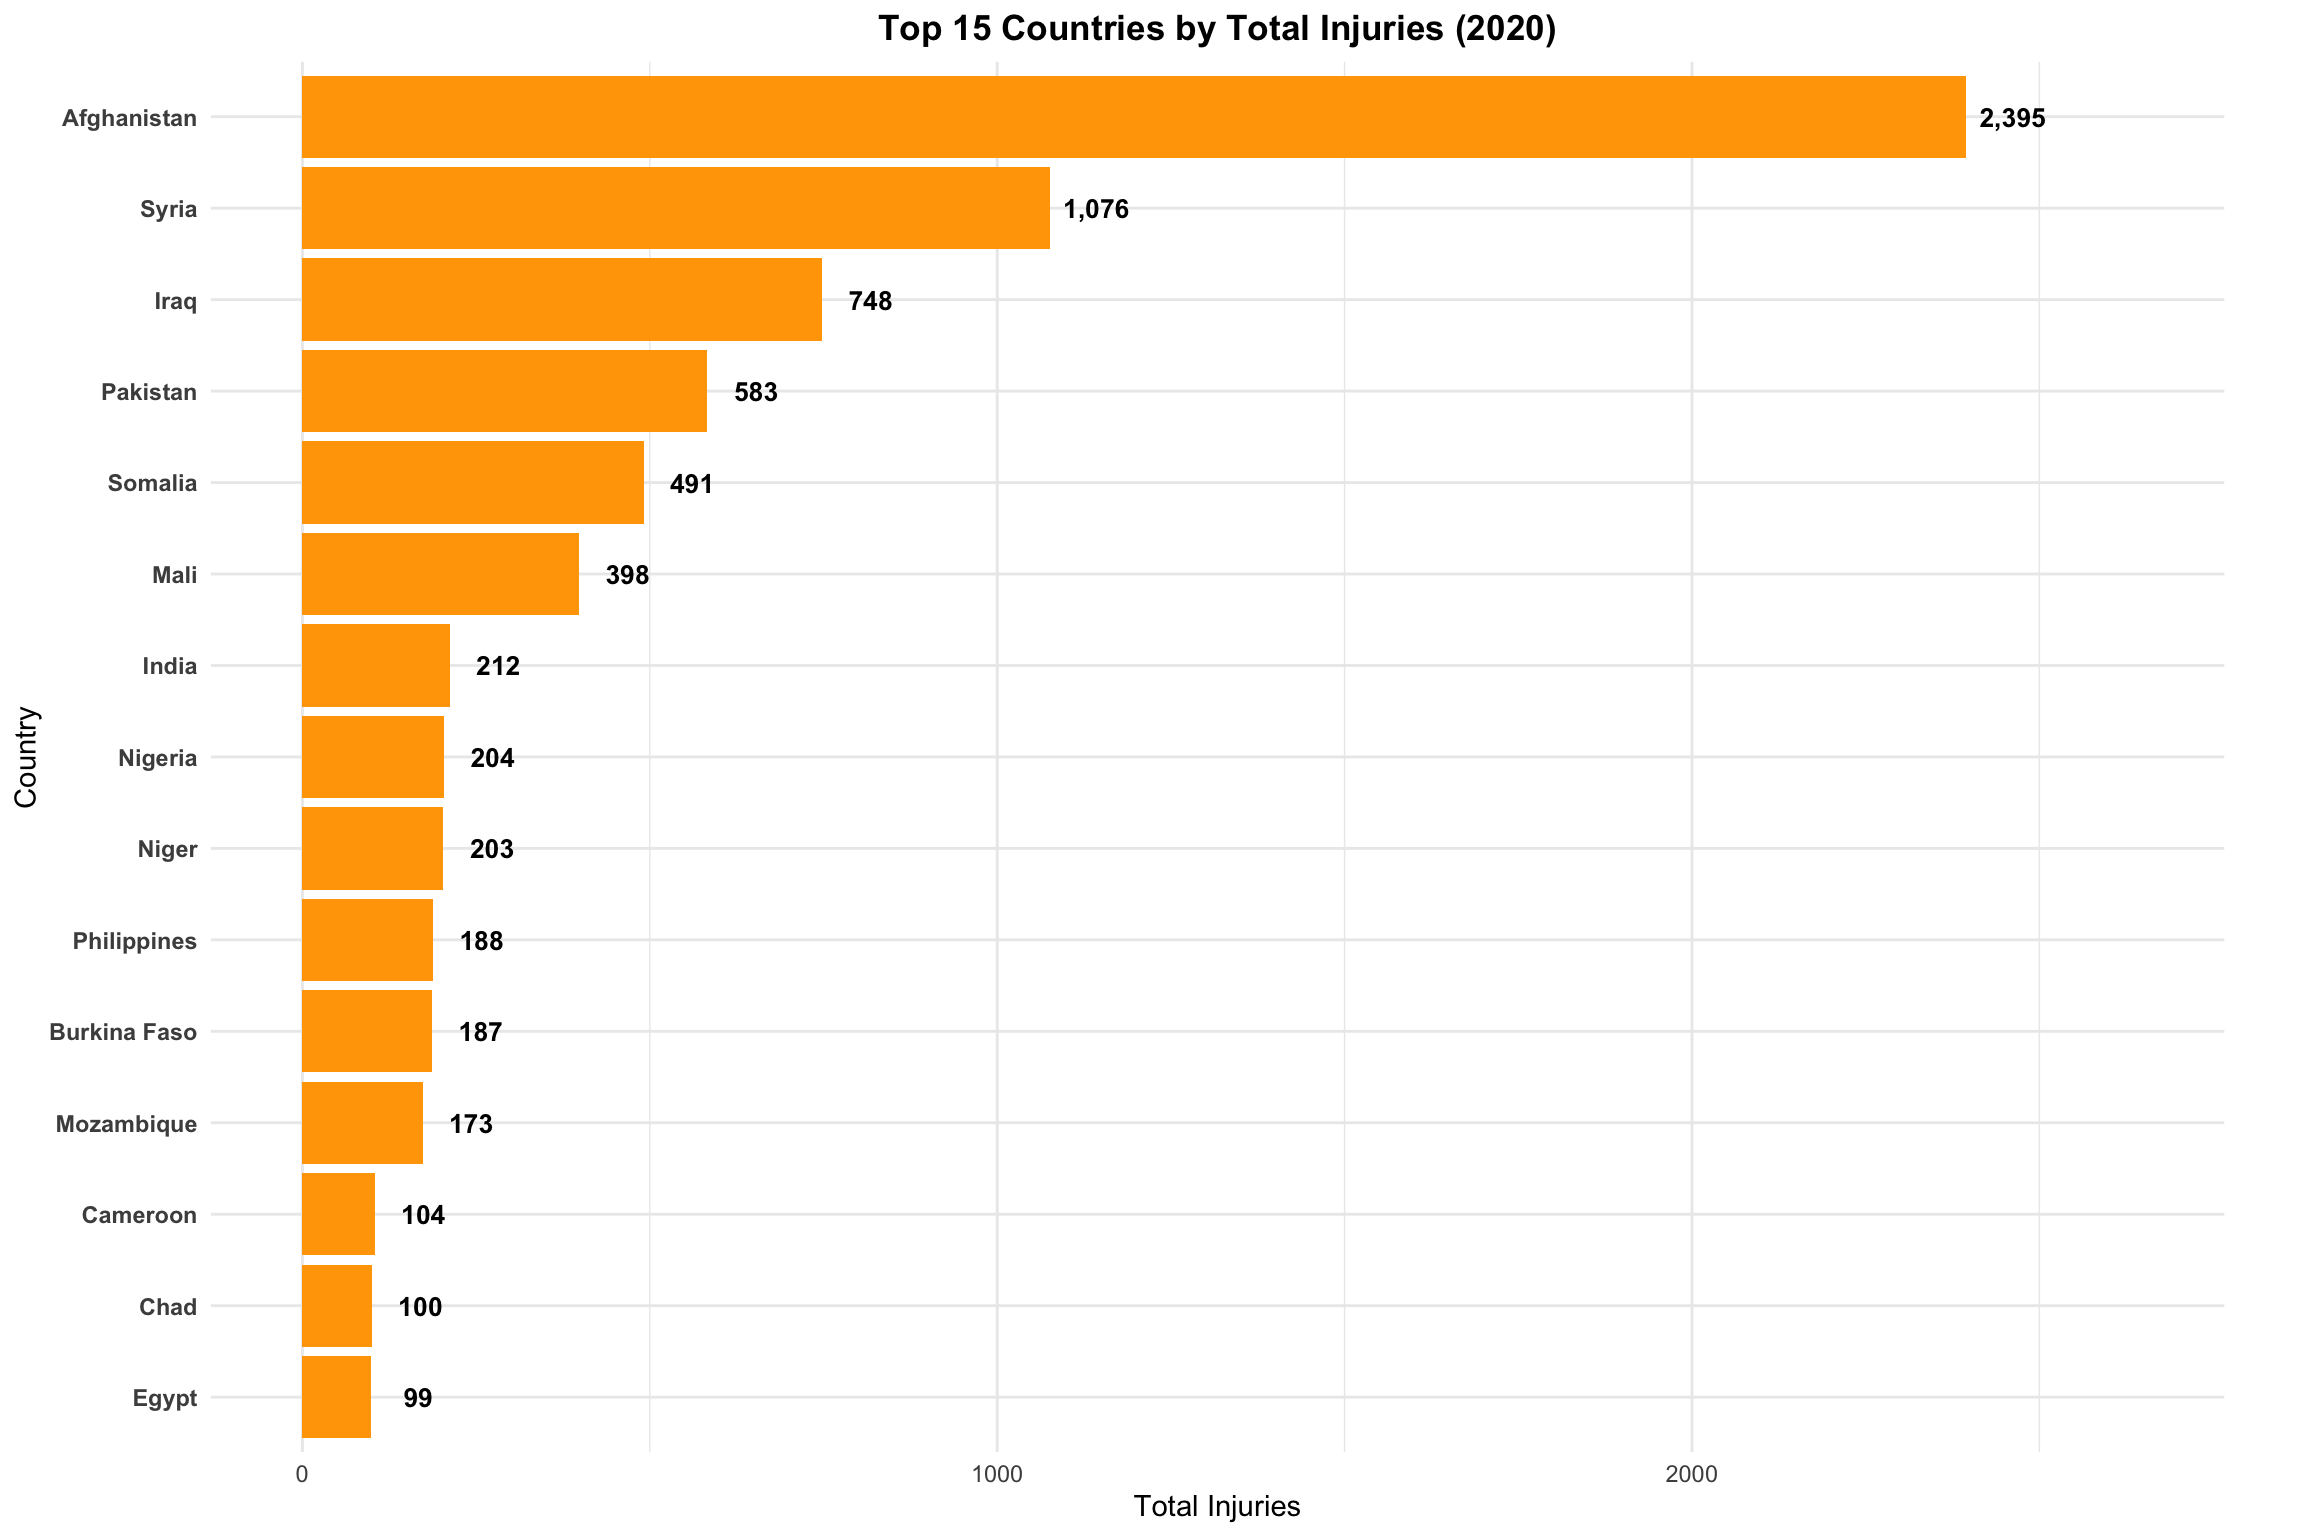 Top 15 Countries by Total Injuries (2020)
Country
Afghanistan 2,395
Syria 1,076
Iraq 748
Pakistan 583
Somalia 491
Mali 398
India 212
Nigeria 204
Niger 203
Philippines 188
Burkina Faso 187
Mozambique 173
Cameroon 104
Chad 100
Egypt 99
0 1000 2000
Total Injuries